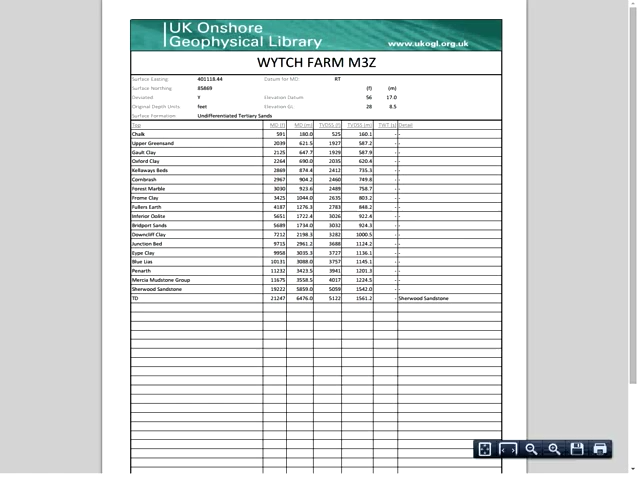 UK Onshore
Geophysical Library
www.ukogl.org.uk
WYTCH FARM M3Z
Surface Easting 401118.44 Datum for MD RT
Surface Northing 85869 (f) (m)
Deviated Y Elevation Datum 56 17.0
Original Depth Units feet Elevation GL 28 8.5
Surface Formation Undifferentiated Tertiary Sands
Top MD (f) MD (m) TVDSS (f) TVDSS (m) TWT (s) Detail
Chalk 591 180.0 525 160.1 - -
Upper Greensand 2039 621.5 1927 587.2 - -
Gault Clay 2125 647.7 1929 587.9 - -
Oxford Clay 2264 690.0 2035 620.4 - -
Kellaways Beds 2869 874.4 2412 735.3 - -
Cornbrash 2967 904.2 2460 749.8 - -
Forest Marble 3030 923.6 2489 758.7 - -
Frome Clay 3425 1044.0 2635 803.2 - -
Fullers Earth 4187 1276.3 2783 848.2 - -
Inferior Oolite 5651 1722.4 3026 922.4 - -
Bridport Sands 5689 1734.0 3032 924.3 - -
Downcliff Clay 7212 2198.3 3282 1000.5 - -
Junction Bed 9715 2961.2 3688 1124.2 - -
Eype Clay 9958 3035.3 3727 1136.1 - -
Blue Lias 10131 3088.0 3757 1145.1 - -
Penarth 11232 3423.5 3941 1201.3 - -
Mercia Mudstone Group 11675 3558.5 4017 1224.5 - -
Sherwood Sandstone 19222 5859.0 5059 1542.0 - -
TD 21247 6476.0 5122 1561.2 - Sherwood Sandstone